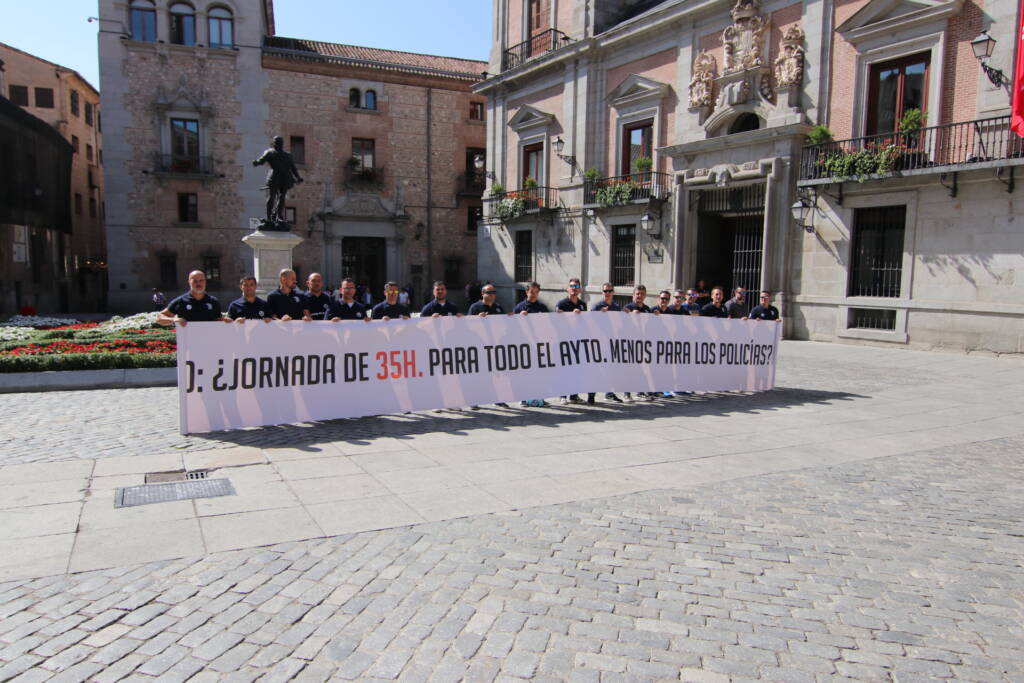 O: ¿JORNADA DE 35H. PARA TODO EL AYTO. MENOS PARA LOS POLICÍAS?